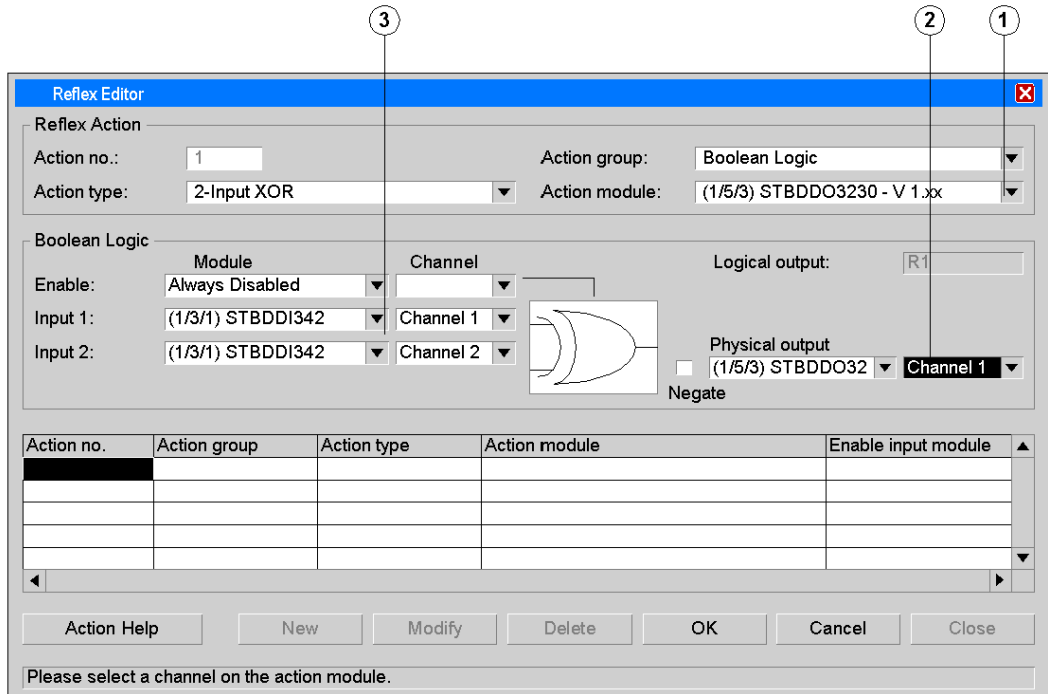 3 2 1
Reflex Editor
Reflex Action
Action no.: 1 Action group: Boolean Logic
Action type: 2-Input XOR Action module: (1/5/3) STBDDO3230 - V 1.xx
Boolean Logic
Module Channel Logical output: R1
Enable: Always Disabled
Input 1: (1/3/1) STBDDI342 Channel 1
Physical output
Input 2: (1/3/1) STBDDI342 Channel 2 (1/5/3) STBDDO32 Channel 1
Negate
Action no. Action group Action type Action module Enable input module
Action Help New Modify Delete OK Cancel Close
Please select a channel on the action module.